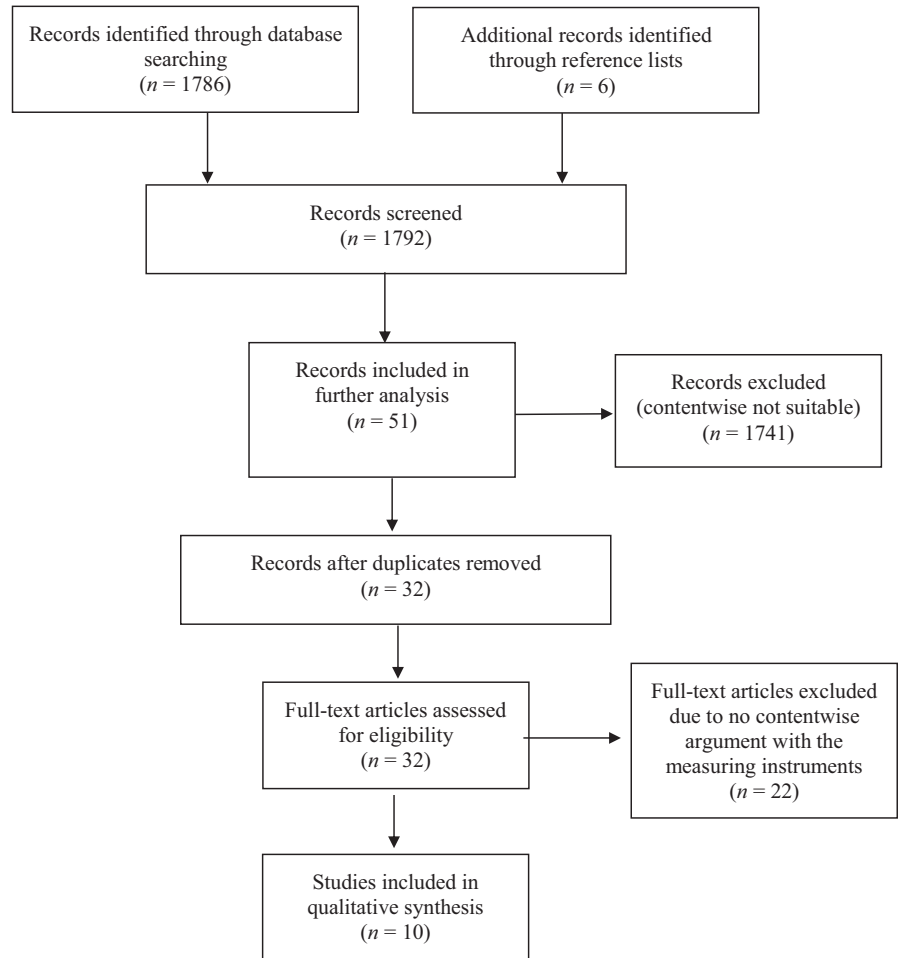 Records identified through database
searching
(n = 1786)
Additional records identified
through reference lists
(n = 6)
Records screened
(n = 1792)
Records included in
further analysis
(n = 51)
Records excluded
(contentwise not suitable)
(n = 1741)
Records after duplicates removed
(n = 32)
Full-text articles assessed
for eligibility
(n = 32)
Full-text articles excluded
due to no contentwise
argument with the
measuring instruments
(n = 22)
Studies included in
qualitative synthesis
(n = 10)